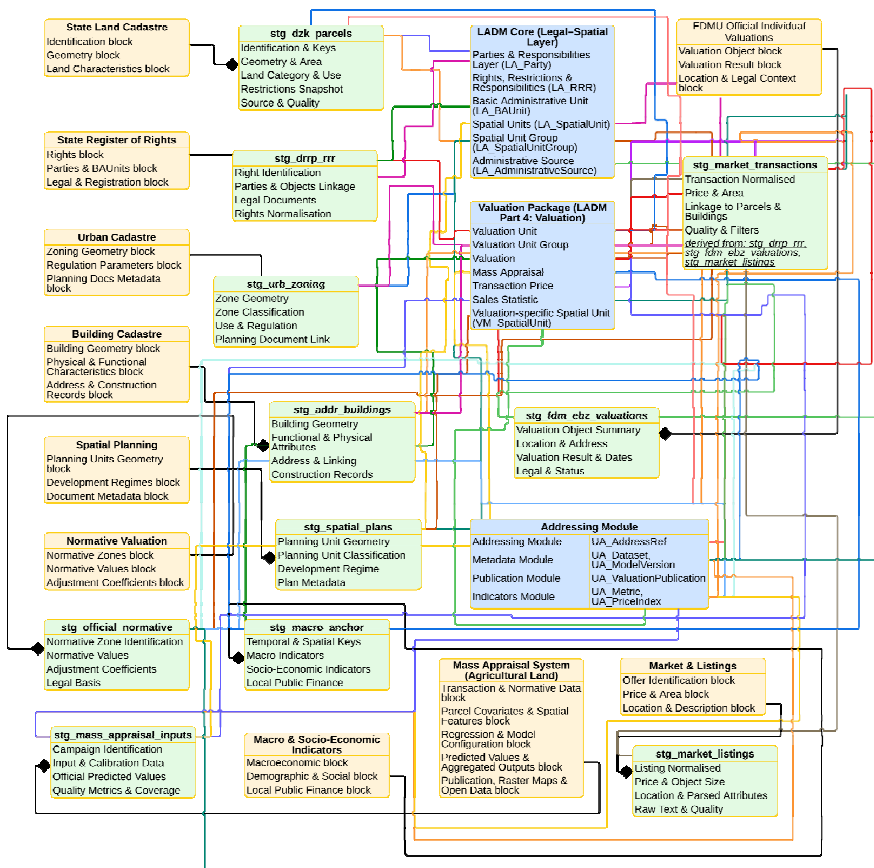 State Land Cadastre
Identification block
Geometry block
Land Characteristics block
stg_dzk_parcels
Identification & Keys
Geometry & Area
Land Category & Use
Restrictions Snapshot
Source & Quality
LADM Core (Legal–Spatial
Layer)
Parties & Responsibilities
Layer (LA_Party)
Rights, Restrictions &
Responsibilities (LA_RRR)
Basic Administrative Unit
(LA_BAUnit)
Spatial Units (LA_SpatialUnit)
Spatial Unit Group
(LA_SpatialUnitGroup)
Administrative Source
(LA_AdministrativeSource)
FDMU Official Individual
Valuations
Valuation Object block
Valuation Result block
Location & Legal Context
block
State Register of Rights
Rights block
Parties & BAUnits block
Legal & Registration block
stg_drrp_rrr
Right Identification
Parties & Objects Linkage
Legal Documents
Rights Normalisation
stg_market_transactions
Transaction Normalised
Price & Area
Linkage to Parcels &
Buildings
Quality & Filters
derived from: stg_drrp_rrr,
stg_fdm_ebz_valuations,
stg_market_listings
Valuation Package (LADM
Part 4: Valuation)
Valuation Unit
Valuation Unit Group
Valuation
Mass Appraisal
Transaction Price
Sales Statistic
Valuation-specific Spatial Unit
(VM_SpatialUnit)
Urban Cadastre
Zoning Geometry block
Regulation Parameters block
Planning Docs Metadata
block
stg_urb_zoning
Zone Geometry
Zone Classification
Use & Regulation
Planning Document Link
Building Cadastre
Building Geometry block
Physical & Functional
Characteristics block
Address & Construction
Records block
stg_addr_buildings
Building Geometry
Functional & Physical
Attributes
Address & Linking
Construction Records
stg_fdm_ebz_valuations
Valuation Object Summary
Location & Address
Valuation Result & Dates
Legal & Status
Spatial Planning
Planning Units Geometry
block
Development Regimes block
Document Metadata block
stg_spatial_plans
Planning Unit Geometry
Planning Unit Classification
Development Regime
Plan Metadata
Addressing Module
Addressing Module UA_AddressRef
Metadata Module UA_Dataset,
UA_ModelVersion
Publication Module UA_ValuationPublication
Indicators Module UA_Metric,
UA_PriceIndex
Normative Valuation
Normative Zones block
Normative Values block
Adjustment Coefficients block
stg_official_normative
Normative Zone Identification
Normative Values
Adjustment Coefficients
Legal Basis
stg_macro_anchor
Temporal & Spatial Keys
Macro Indicators
Socio-Economic Indicators
Local Public Finance
Mass Appraisal System
(Agricultural Land)
Transaction & Normative Data
block
Parcel Covariates & Spatial
Features block
Regression & Model
Configuration block
Predicted Values &
Aggregated Outputs block
Publication, Raster Maps &
Open Data block
Market & Listings
Offer Identification block
Price & Area block
Location & Description block
stg_mass_appraisal_inputs
Campaign Identification
Input & Calibration Data
Official Predicted Values
Quality Metrics & Coverage
Macro & Socio-Economic
Indicators
Macroeconomic block
Demographic & Social block
Local Public Finance block
stg_market_listings
Listing Normalised
Price & Object Size
Location & Parsed Attributes
Raw Text & Quality